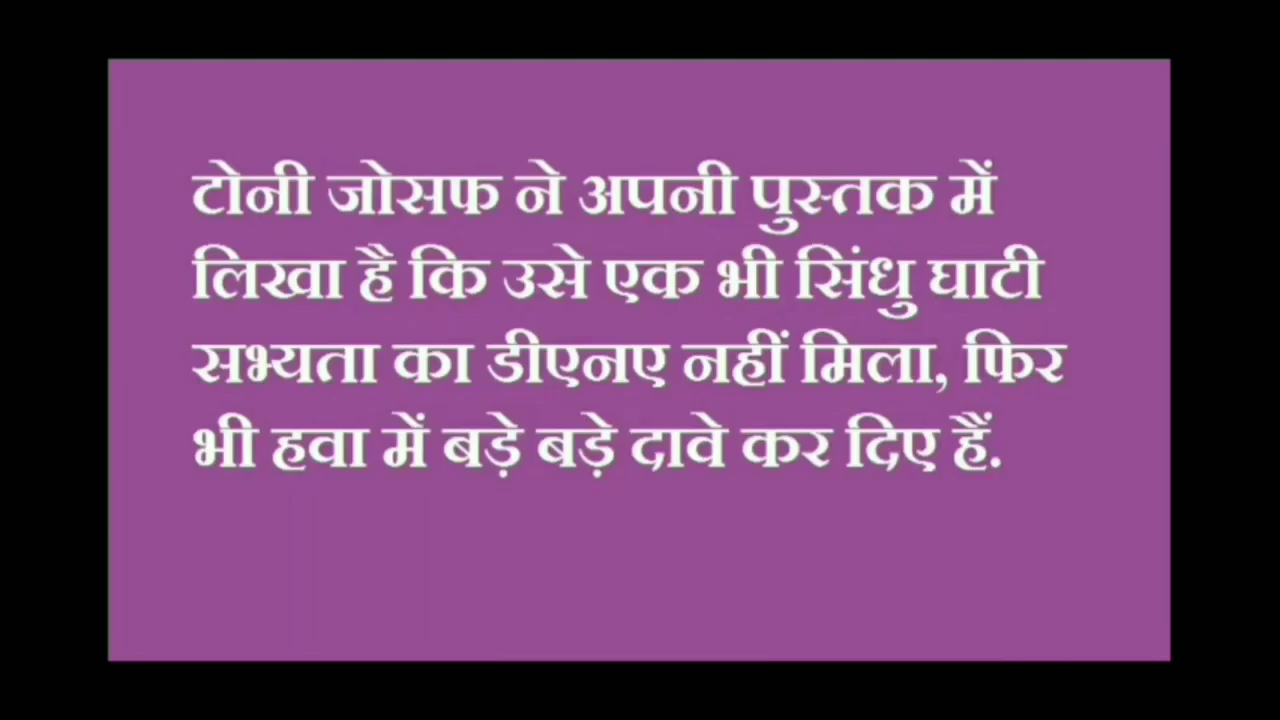 टोनी जोसफ ने अपनी पुस्तक में
लिखा है कि उसे एक भी सिंधु घाटी
सभ्यता का डीएनए नहीं मिला, फिर
भी हवा में बड़े बड़े दावे कर दिए हैं.